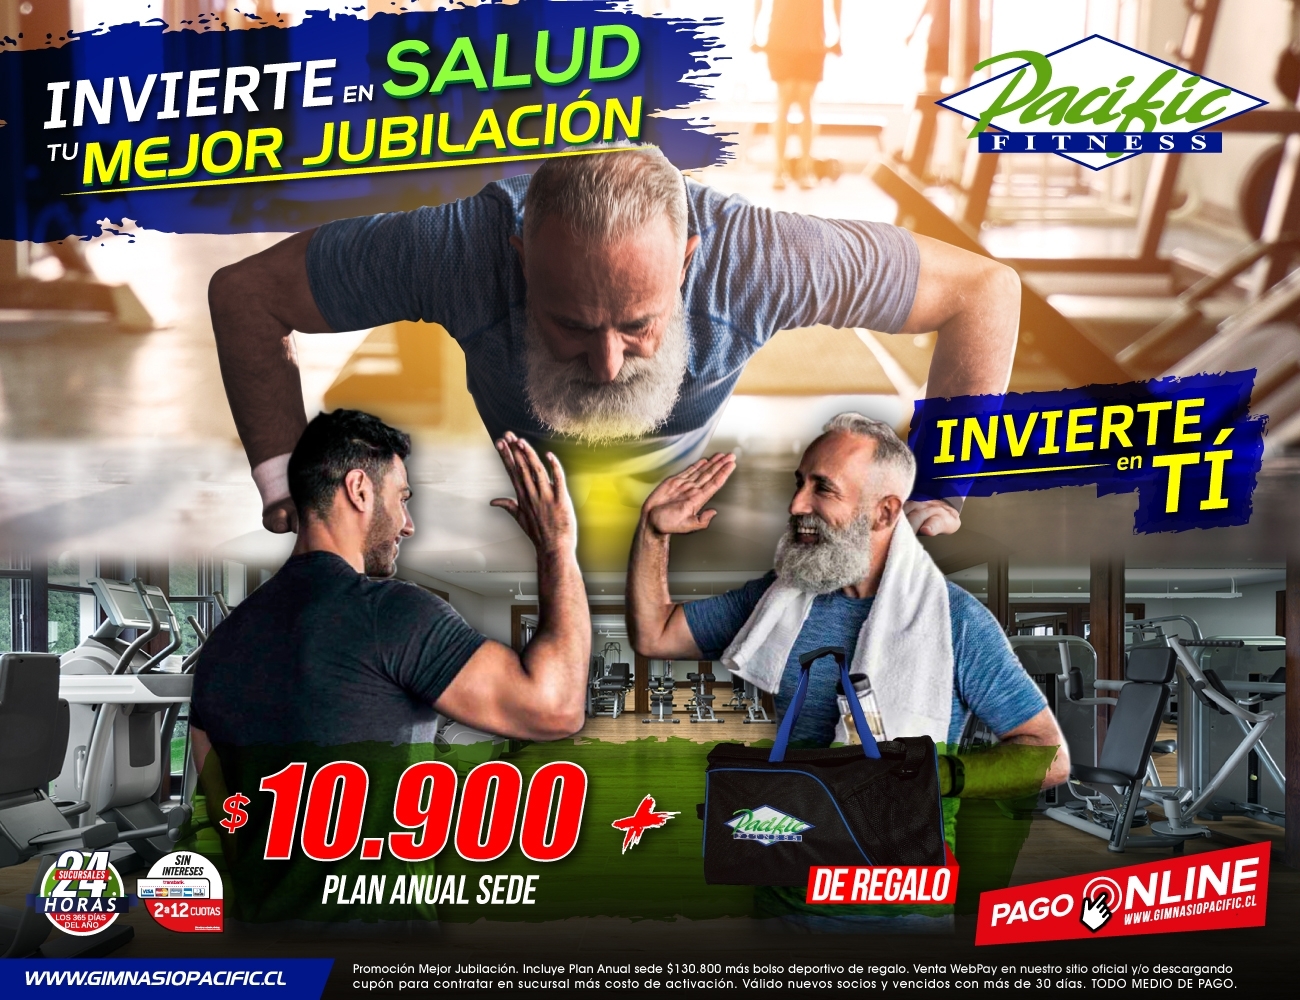 INVIERTE EN SALUD
TU MEJOR JUBILACIÓN
Pacific
FITNESS
INVIERTE
en TÍ
$10.900 +
PLAN ANUAL SEDE
Pacific
FITNESS
DE REGALO
24
SUCURSALES
HORAS
LOS 365 DÍAS
DEL AÑO
SIN
INTERESES
transbank.
VISA
2 a 12 CUOTAS
PAGO ONLINE
WWW.GIMNASIOPACIFIC.CL
WWW.GIMNASIOPACIFIC.CL
Promoción Mejor Jubilación. Incluye Plan Anual sede $130.800 más bolso deportivo de regalo. Venta WebPay en nuestro sitio oficial y/o descargando
cupón para contratar en sucursal más costo de activación. Válido nuevos socios y vencidos con más de 30 días. TODO MEDIO DE PAGO.